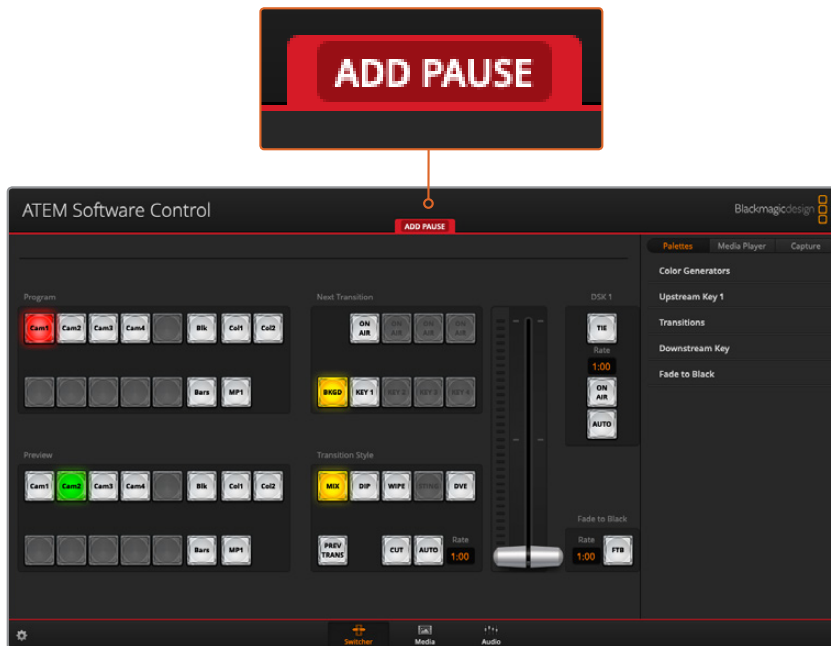 ADD PAUSE
ATEM Software Control
Blackmagicdesign
ADD PAUSE
Palettes Media Player Capture
Color Generators
Upstream Key 1
Transitions
Downstream Key
Fade to Black
Program
Cam1 Cam2 Cam3 Cam4 Blk Col1 Col2
Bars MP1
Next Transition
ON AIR ON AIR ON AIR ON AIR
BKGD KEY 1 KEY 2 KEY 3 KEY 4
DSK 1
TIE
Rate
1:00
ON AIR
AUTO
Preview
Cam1 Cam2 Cam3 Cam4 Blk Col1 Col2
Bars MP1
Transition Style
MIX DIP WIPE STING DVE
PREV TRANS CUT AUTO Rate 1:00
Fade to Black
Rate
1:00 FTB
Switcher Media Audio